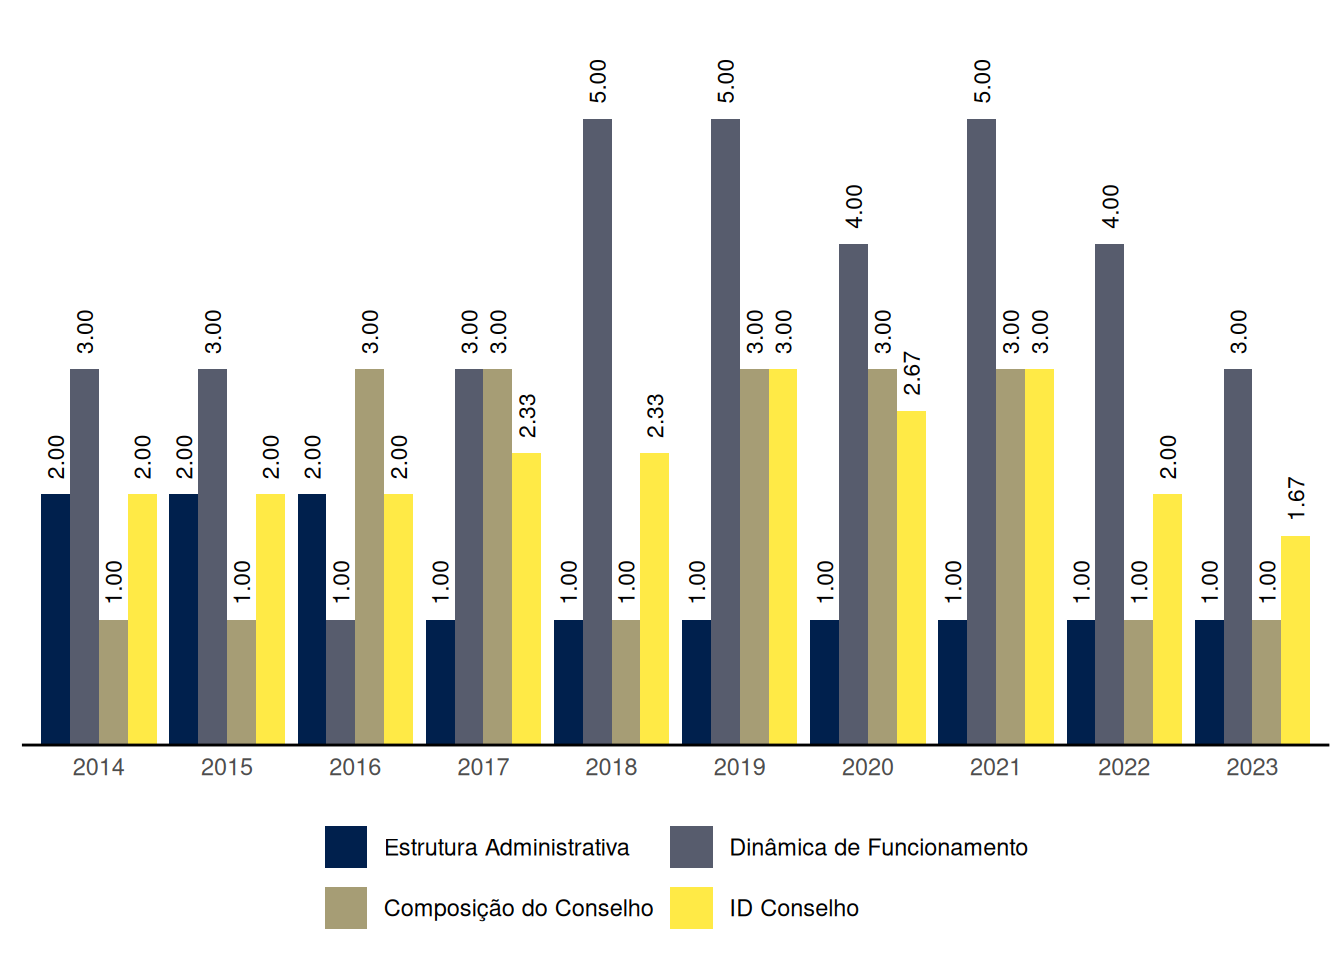 5.00 5.00 5.00
4.00 4.00
3.00 3.00 3.00 3.00 3.00 3.00 3.00 3.00 3.00 3.00 3.00
2.67
2.33 2.33
2.00 2.00 2.00 2.00 2.00 2.00 2.00
1.67
1.00 1.00 1.00 1.00 1.00 1.00 1.00 1.00 1.00 1.00 1.00 1.00 1.00
2014 2015 2016 2017 2018 2019 2020 2021 2022 2023
Estrutura Administrativa Dinâmica de Funcionamento
Composição do Conselho ID Conselho